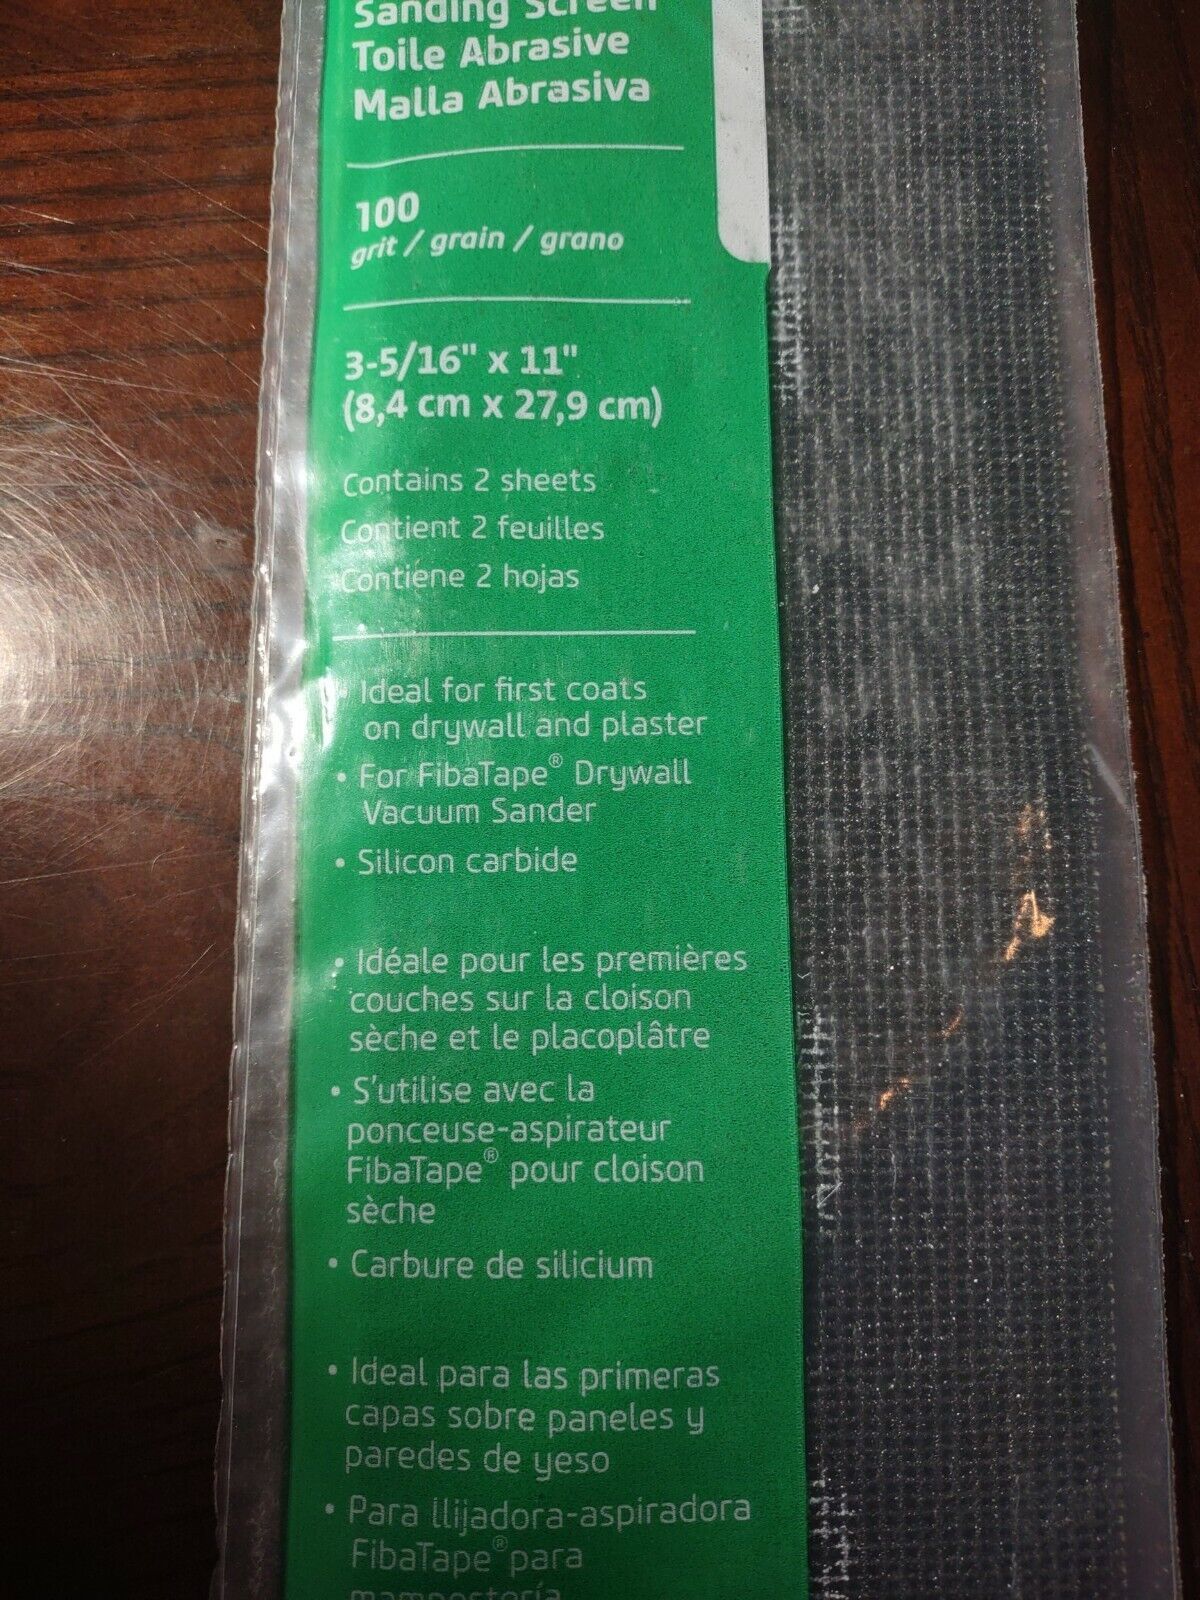 Sanding Screen
Toile Abrasive
Malla Abrasiva
100
grit / grain / grano
3-5/16" x 11"
(8,4 cm x 27,9 cm)
Contains 2 sheets
Contient 2 feuilles
Contiene 2 hojas
• Ideal for first coats
on drywall and plaster
• For FibaTape® Drywall
Vacuum Sander
• Silicon carbide
• Idéale pour les premières
couches sur la cloison
sèche et le placoplâtre
• S'utilise avec la
ponceuse-aspirateur
FibaTape® pour cloison
sèche
• Carbure de silicium
• Ideal para las primeras
capas sobre paneles y
paredes de yeso
• Para llijadora-aspiradora
FibaTape® para
mampostería